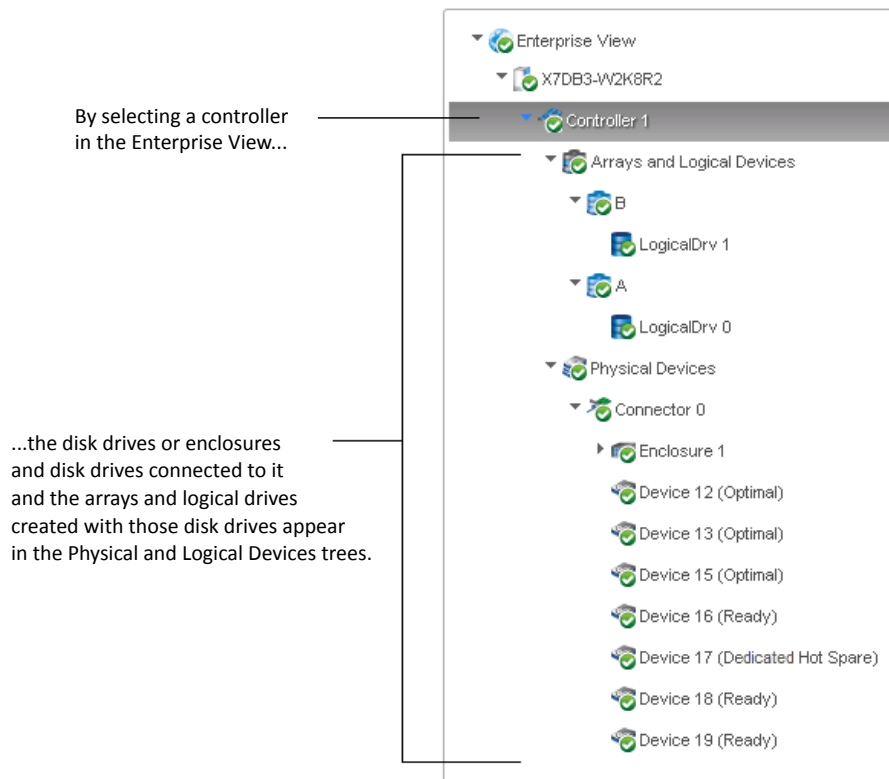 Enterprise View
X7DB3-W2K8R2
By selecting a controller
in the Enterprise View...
Controller 1
Arrays and Logical Devices
B
LogicalDrv 1
A
LogicalDrv 0
Physical Devices
Connector 0
...the disk drives or enclosures
and disk drives connected to it
and the arrays and logical drives
created with those disk drives appear
in the Physical and Logical Devices trees.
Enclosure 1
Device 12 (Optimal)
Device 13 (Optimal)
Device 15 (Optimal)
Device 16 (Ready)
Device 17 (Dedicated Hot Spare)
Device 18 (Ready)
Device 19 (Ready)